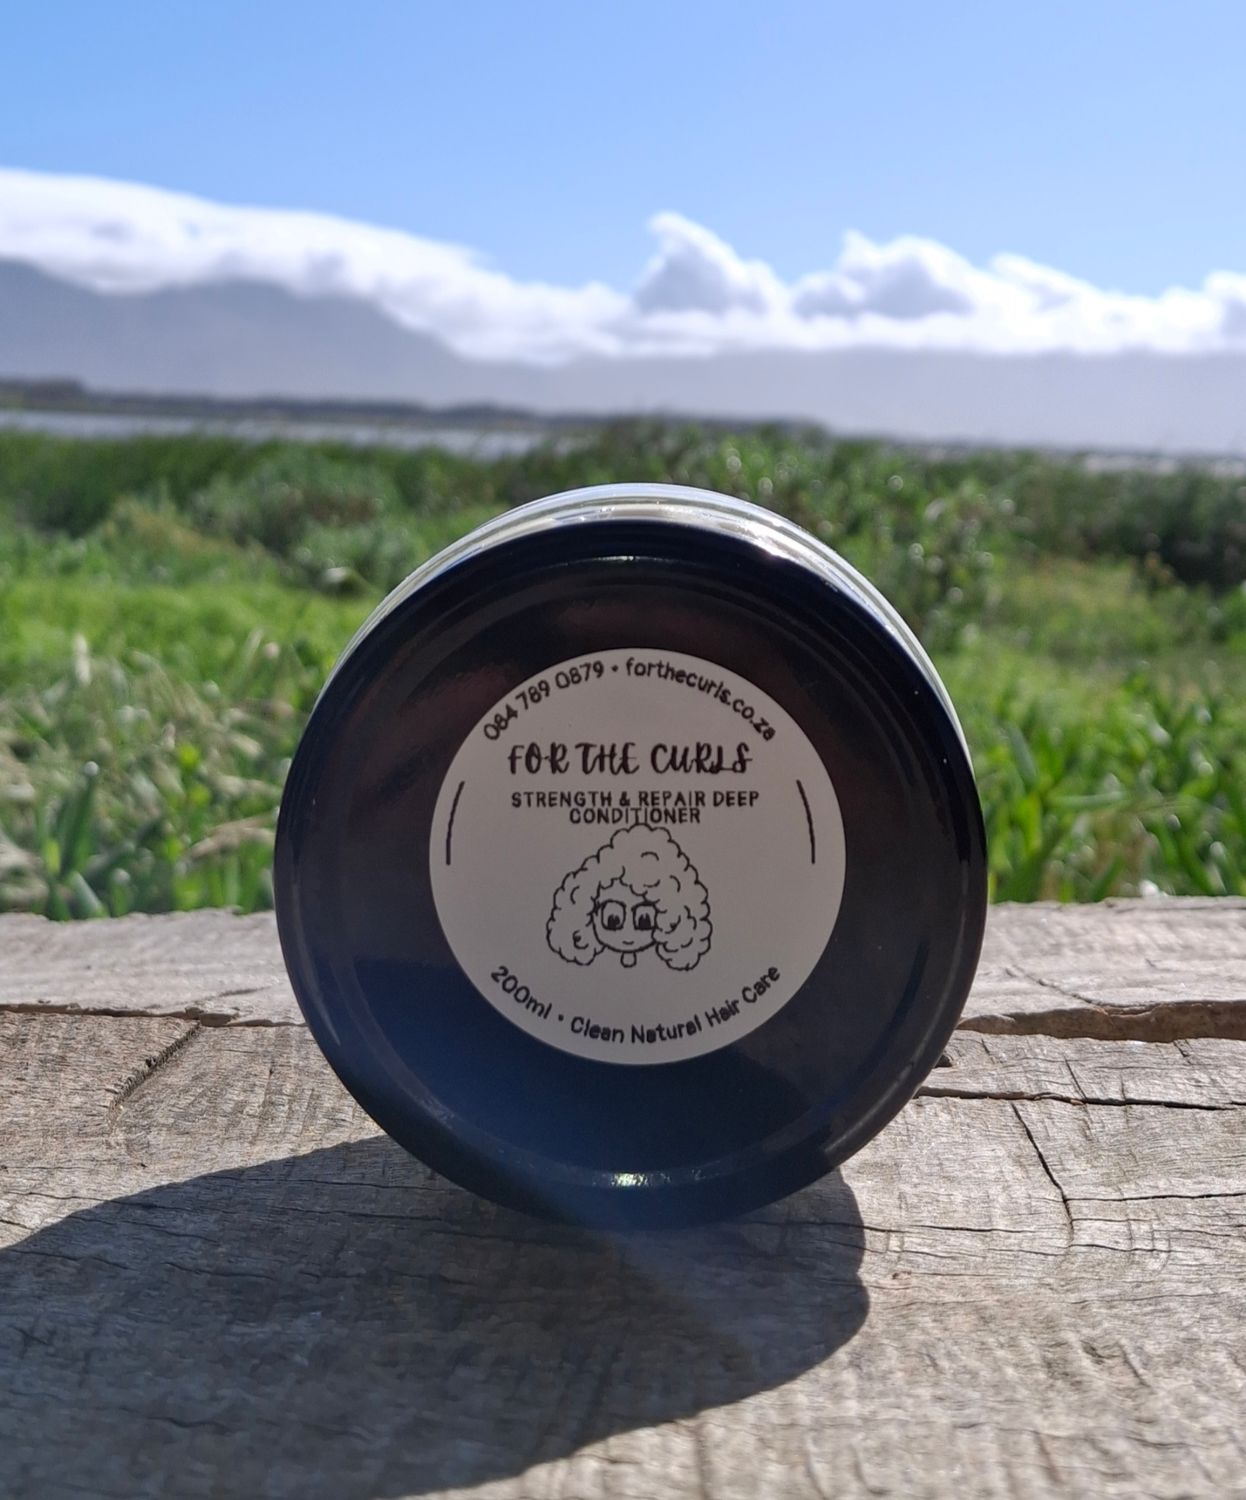 084 789 0879 • forthecurls.co.za
FOR THE CURLS
STRENGTH & REPAIR DEEP
CONDITIONER
200ml • Clean Natural Hair Care